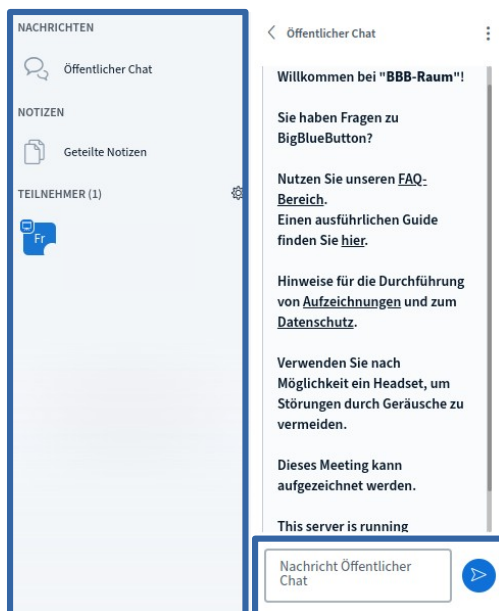 NACHRICHTEN
Öffentlicher Chat
NOTIZEN
Geteilte Notizen
TEILNEHMER (1)
Fr
Öffentlicher Chat
Willkommen bei "BBB-Raum"!
Sie haben Fragen zu
BigBlueButton?
Nutzen Sie unseren FAQ-
Bereich.
Einen ausführlichen Guide
finden Sie hier.
Hinweise für die Durchführung
von Aufzeichnungen und zum
Datenschutz.
Verwenden Sie nach
Möglichkeit ein Headset, um
Störungen durch Geräusche zu
vermeiden.
Dieses Meeting kann
aufgezeichnet werden.
This server is running
Nachricht Öffentlicher
Chat